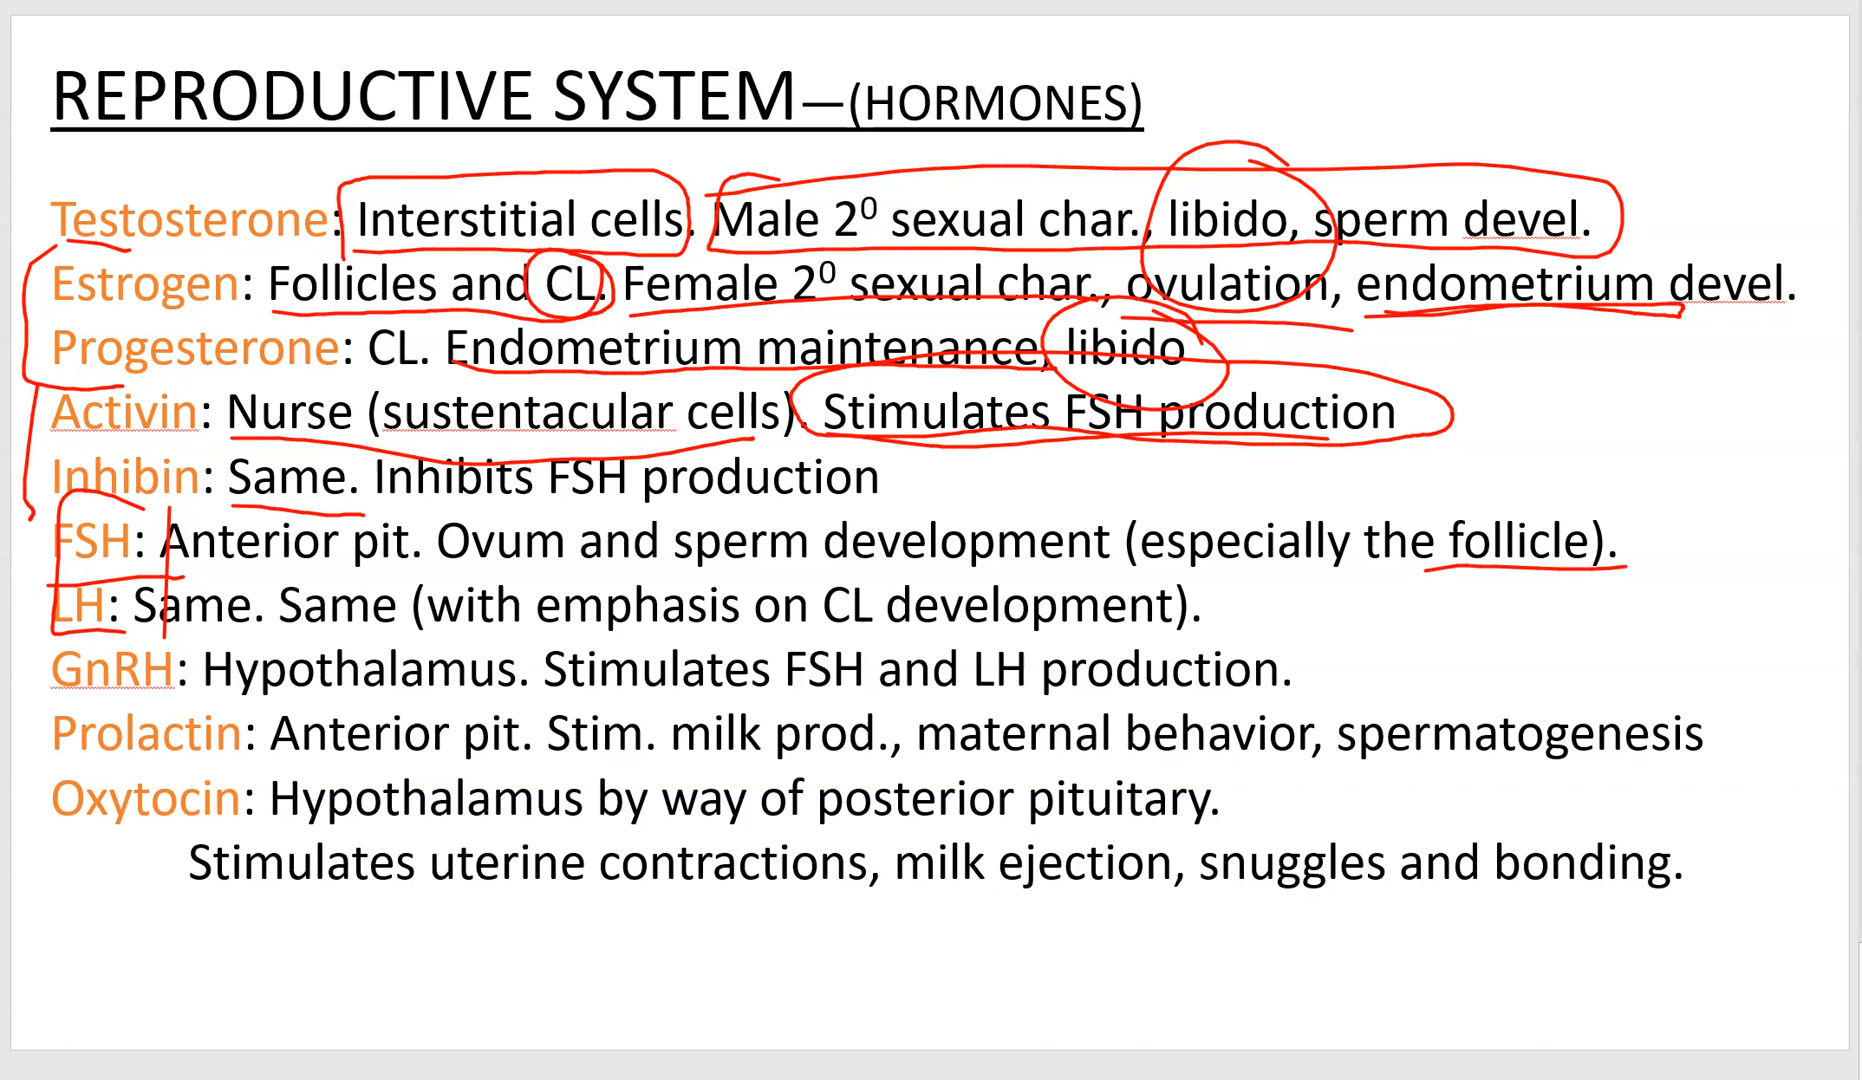 REPRODUCTIVE SYSTEM—(HORMONES)
Testosterone: Interstitial cells. Male 2⁰ sexual char., libido, sperm devel.
Estrogen: Follicles and CL. Female 2⁰ sexual char., ovulation, endometrium devel.
Progesterone: CL. Endometrium maintenance, libido
Activin: Nurse (sustentacular cells). Stimulates FSH production
Inhibin: Same. Inhibits FSH production
FSH: Anterior pit. Ovum and sperm development (especially the follicle).
LH: Same. Same (with emphasis on CL development).
GnRH: Hypothalamus. Stimulates FSH and LH production.
Prolactin: Anterior pit. Stim. milk prod., maternal behavior, spermatogenesis
Oxytocin: Hypothalamus by way of posterior pituitary.
Stimulates uterine contractions, milk ejection, snuggles and bonding.